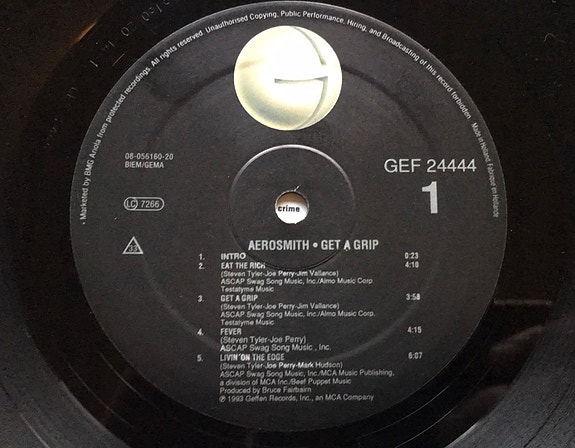 Marketed by BMG Ariola from protected recordings. All rights reserved. Unauthorised Copying, Public Performance, Hiring, and Broadcasting of this record forbidden. Made in Holland Fabriqué en Hollande
08-056160-20
BIEM/GEMA
GEF 24444
1
LC 7266
33
crime
AEROSMITH • GET A GRIP
1. INTRO 0:23
2. EAT THE RICH 4:10
(Steven Tyler-Joe Perry-Jim Vallance)
ASCAP Swag Song Music, Inc./Almo Music Corp.
Testatyme Music
3. GET A GRIP 3:58
(Steven Tyler-Joe Perry-Jim Vallance)
ASCAP Swag Song Music, Inc./Almo Music Corp.
Testatyme Music
4. FEVER 4:15
(Steven Tyler-Joe Perry)
ASCAP Swag Song Music, Inc.
5. LIVIN' ON THE EDGE 6:07
(Steven Tyler-Joe Perry-Mark Hudson)
ASCAP Swag Song Music, Inc./MCA Music Publishing,
a division of MCA Inc/Beef Puppet Music
Produced by Bruce Fairbairn
℗ 1993 Geffen Records, Inc., an MCA Company